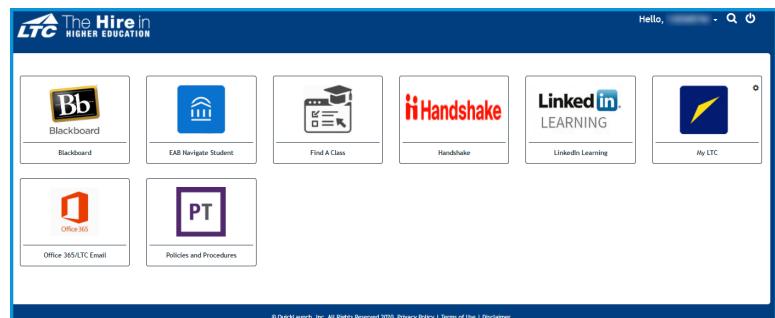 LTC The Hire in
HIGHER EDUCATION
Hello,
Bb
Blackboard
Blackboard
EAB Navigate Student
Find A Class
Handshake
Handshake
Linked in.
LEARNING
LinkedIn Learning
My LTC
Office 365
Office 365/LTC Email
PT
Policies and Procedures
© QuickLaunch, Inc. All Rights Reserved 2020. Privacy Policy | Terms of Use | Disclaimer